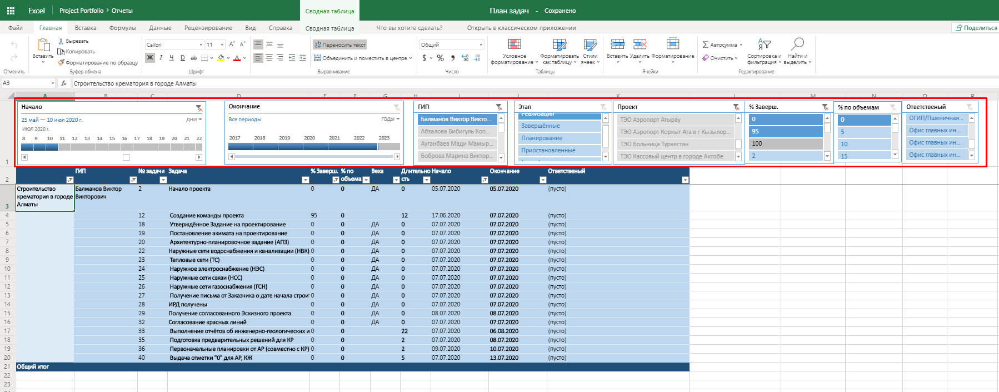 Excel Project Portfolio > Отчеты Сводная таблица План задач - Сохранено
Файл Главная Вставка Формулы Данные Рецензирование Вид Справка Сводная таблица Что вы хотите сделать? Открыть в классическом приложении Поделиться
Вставить
Вырезать
Копировать
Форматирование по образцу
Calibri 11
Ж К Ч Д ab
Переносить текст
Объединить и поместить в центре
Общий
$ % ,
Условное форматирование
Форматировать как таблицу
Стили ячеек
Вставить Удалить Форматирование
Автосумма
Очистить
Сортировка и фильтрация
Найти и выделить
Отменить Буфер обмена Шрифт Выравнивание Число Таблицы Ячейки Редактирование
A3 fx Строительство крематория в городе Алматы
Начало
25 май — 10 июл 2020 г. ДНИ
ИЮЛ 2020 г.
8 9 10 11 12 13 14 15 16 17 18 19 20 21 22
Окончание
Все периоды ГОДЫ
2017 2018 2019 2020 2021 2022 2023
ГИП
Балманов Виктор Викто...
Абзалова Бибигуль Коп...
Ауганбаев Мади Мамыр...
Боброва Марина Виктор...
Этап
Реализация
Завершённые
Планирование
Приостановленные
Проект
ТЭО Аэропорт Атырау
ТЭО Аэропорт Коркыт Ата в г Кызылор...
ТЭО Больница Туркестан
ТЭО Кассовый центр в городе Актобе
% Заверш.
0
95
100
2
% по объемам
0
5
10
15
Ответственый
ОГИП/Пшеничная...
Офис главных ин...
Офис главных ин...
Офис главных ин...
1
2 ГИП № задачи Задача % Заверш. % по объемам Веха Длительность Начало Окончание Ответственый
3 Строительство крематория в городе Алматы Балманов Виктор Викторович 2 Начало проекта 0 0 ДА 0 05.07.2020 05.07.2020 (пусто)
4 12 Создание команды проекта 95 0 12 17.06.2020 07.07.2020 (пусто)
5 18 Утверждённое Задание на проектирование 0 0 ДА 0 07.07.2020 07.07.2020 (пусто)
6 19 Постановление акимата на проектирование 0 0 ДА 0 07.07.2020 07.07.2020 (пусто)
7 20 Архитектурно-планировочное задание (АПЗ) 0 0 ДА 0 07.07.2020 07.07.2020 (пусто)
8 22 Наружные сети водоснабжения и канализации (НВК) 0 0 ДА 0 07.07.2020 07.07.2020 (пусто)
9 23 Тепловые сети (ТС) 0 0 ДА 0 07.07.2020 07.07.2020 (пусто)
10 24 Наружное электроснабжение (НЭС) 0 0 ДА 0 07.07.2020 07.07.2020 (пусто)
11 25 Наружные сети связи (НСС) 0 0 ДА 0 07.07.2020 07.07.2020 (пусто)
12 26 Наружные сети газоснабжения (ГСН) 0 0 ДА 0 07.07.2020 07.07.2020 (пусто)
13 27 Получение письма от Заказчика о дате начала строит 0 0 ДА 0 07.07.2020 07.07.2020 (пусто)
14 28 ИРД получены 0 0 ДА 0 07.07.2020 07.07.2020 (пусто)
15 29 Получение согласованного Эскизного проекта 0 0 ДА 0 08.07.2020 08.07.2020 (пусто)
16 32 Согласование красных линий 0 0 ДА 0 07.07.2020 07.07.2020 (пусто)
17 33 Выполнение отчётов об инженерно-геологических и 0 0 22 07.07.2020 06.08.2020 (пусто)
18 35 Подготовка предварительных решений для КР 0 0 2 07.07.2020 08.07.2020 (пусто)
19 36 Первоначальные планировки от АР (совместно с КР) 0 0 2 09.07.2020 10.07.2020 (пусто)
20 40 Выдача отметки "0" для АР, КЖ 0 0 5 07.07.2020 13.07.2020 (пусто)
21 Общий итог
22
23